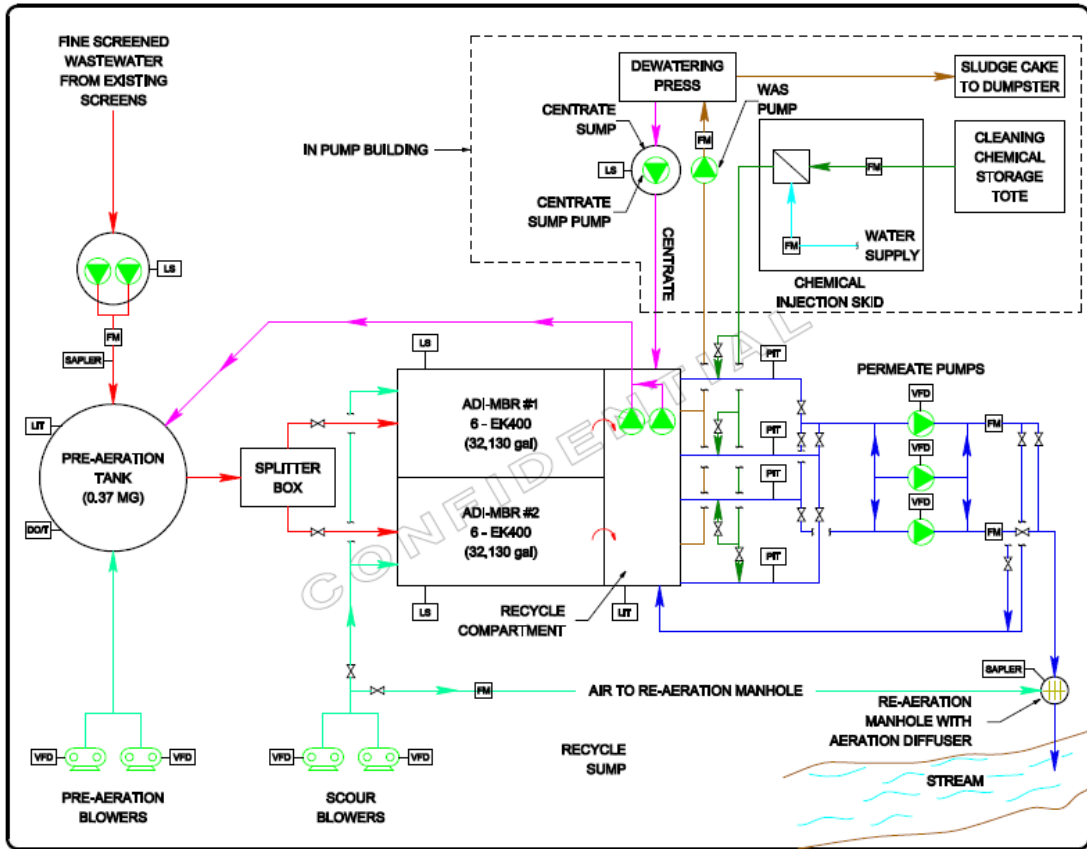 FINE SCREENED
WASTEWATER
FROM EXISTING
SCREENS
LS
FM
SAPLER
LIT
PRE-AERATION
TANK
(0.37 MG)
DO/T
VFD
VFD
PRE-AERATION
BLOWERS
SPLITTER
BOX
IN PUMP BUILDING
DEWATERING
PRESS
SLUDGE CAKE
TO DUMPSTER
CENTRATE
SUMP
WAS
PUMP
FM
LS
CENTRATE
SUMP PUMP
CENTRATE
FM
CLEANING
CHEMICAL
STORAGE
TOTE
FM
WATER
SUPPLY
CHEMICAL
INJECTION SKID
LS
ADI-MBR #1
6 - EK400
(32,130 gal)
ADI-MBR #2
6 - EK400
(32,130 gal)
LS
LIT
RECYCLE
COMPARTMENT
PIT
PIT
PIT
PIT
PERMEATE PUMPS
VFD
FM
VFD
VFD
FM
CONFIDENTIAL
FM
AIR TO RE-AERATION MANHOLE
SAPLER
RE-AERATION
MANHOLE WITH
AERATION DIFFUSER
VFD
VFD
SCOUR
BLOWERS
RECYCLE
SUMP
STREAM